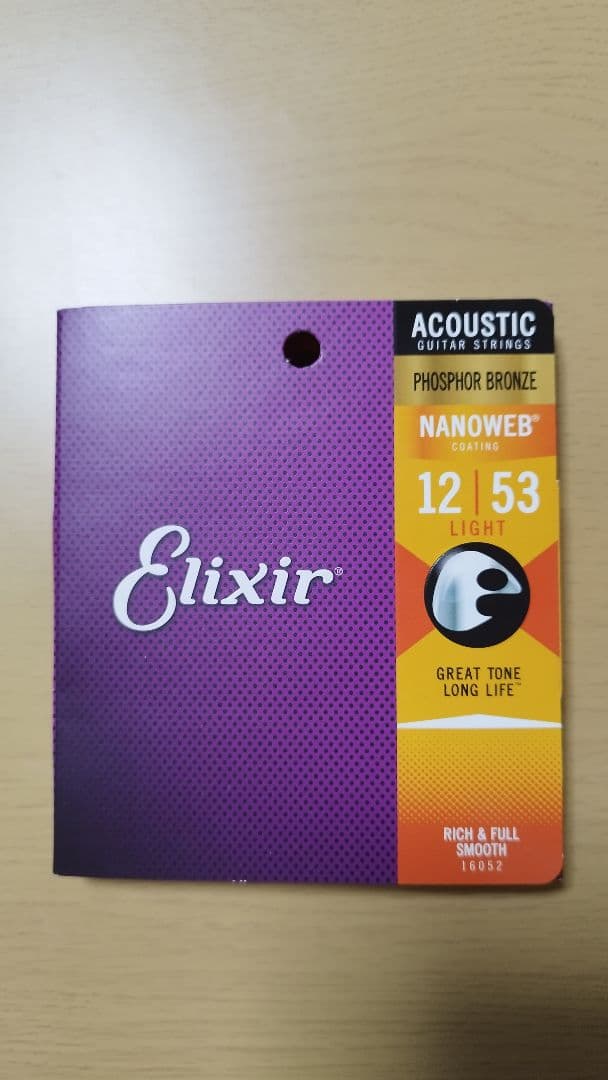 ACOUSTIC
GUITAR STRINGS
PHOSPHOR BRONZE
NANOWEB®
COATING
12 | 53
LIGHT
Elixir®
GREAT TONE
LONG LIFE™
RICH & FULL
SMOOTH
16052